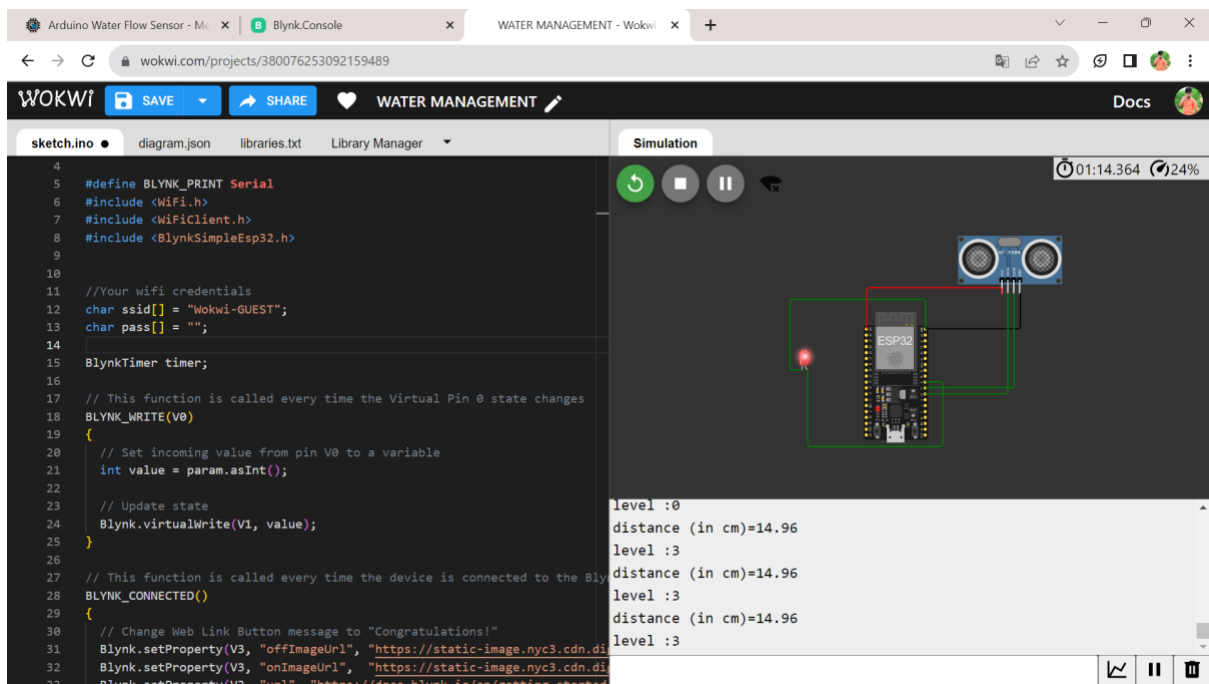 Arduino Water Flow Sensor - Mo
Blynk.Console
WATER MANAGEMENT - Wokwi
wokwi.com/projects/380076253092159489
WOKWi
SAVE
SHARE
WATER MANAGEMENT
Docs
sketch.ino
diagram.json
libraries.txt
Library Manager
4
5 #define BLYNK_PRINT Serial
6 #include <WiFi.h>
7 #include <WiFiClient.h>
8 #include <BlynkSimpleEsp32.h>
9
10
11 //Your wifi credentials
12 char ssid[] = "Wokwi-GUEST";
13 char pass[] = "";
14
15 BlynkTimer timer;
16
17 // This function is called every time the Virtual Pin 0 state changes
18 BLYNK_WRITE(V0)
19 {
20 // Set incoming value from pin V0 to a variable
21 int value = param.asInt();
22
23 // Update state
24 Blynk.virtualWrite(V1, value);
25 }
26
27 // This function is called every time the device is connected to the Bly
28 BLYNK_CONNECTED()
29 {
30 // Change Web Link Button message to "Congratulations!"
31 Blynk.setProperty(V3, "offImageUrl", "https://static-image.nyc3.cdn.di
32 Blynk.setProperty(V3, "onImageUrl", "https://static-image.nyc3.cdn.di
Simulation
01:14.364
24%
ESP32
level :0
distance (in cm)=14.96
level :3
distance (in cm)=14.96
level :3
distance (in cm)=14.96
level :3